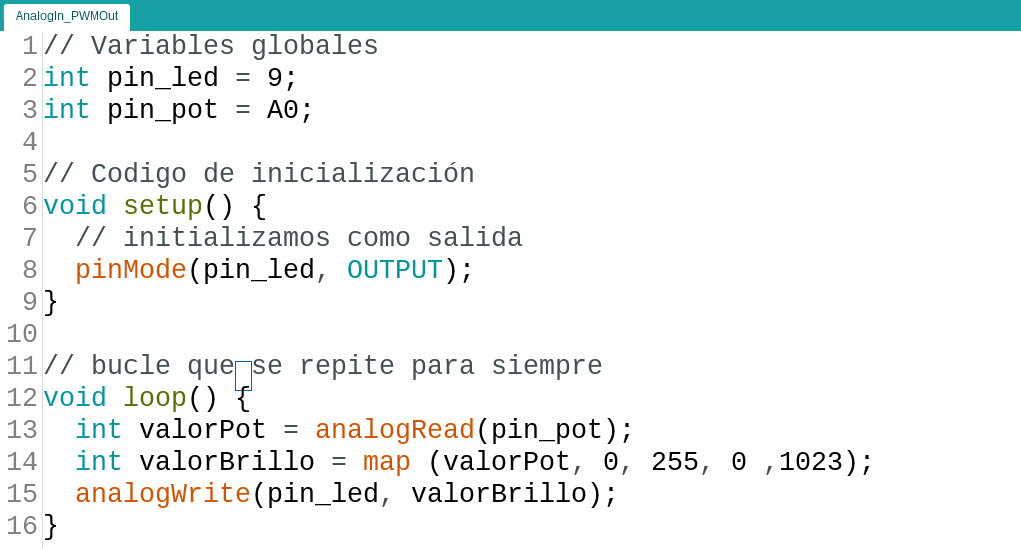 AnalogIn_PWMOut
1 // Variables globales
2 int pin_led = 9;
3 int pin_pot = A0;
4
5 // Codigo de inicialización
6 void setup() {
7   // initializamos como salida
8   pinMode(pin_led, OUTPUT);
9 }
10
11 // bucle que se repite para siempre
12 void loop() {
13   int valorPot = analogRead(pin_pot);
14   int valorBrillo = map (valorPot, 0, 255, 0 ,1023);
15   analogWrite(pin_led, valorBrillo);
16 }